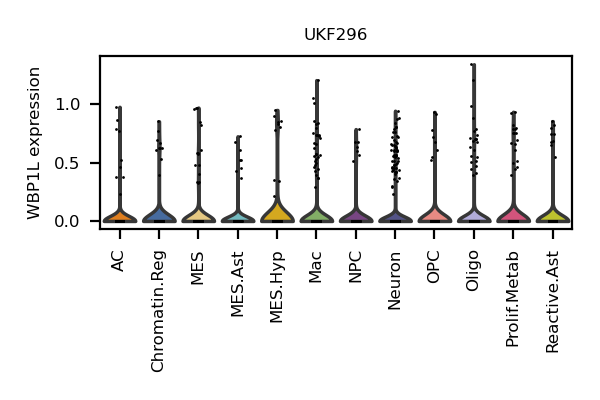 UKF296
WBP1L expression
1.0
0.5
0.0
AC
Chromatin.Reg
MES
MES.Ast
MES.Hyp
Mac
NPC
Neuron
OPC
Oligo
Prolif.Metab
Reactive.Ast